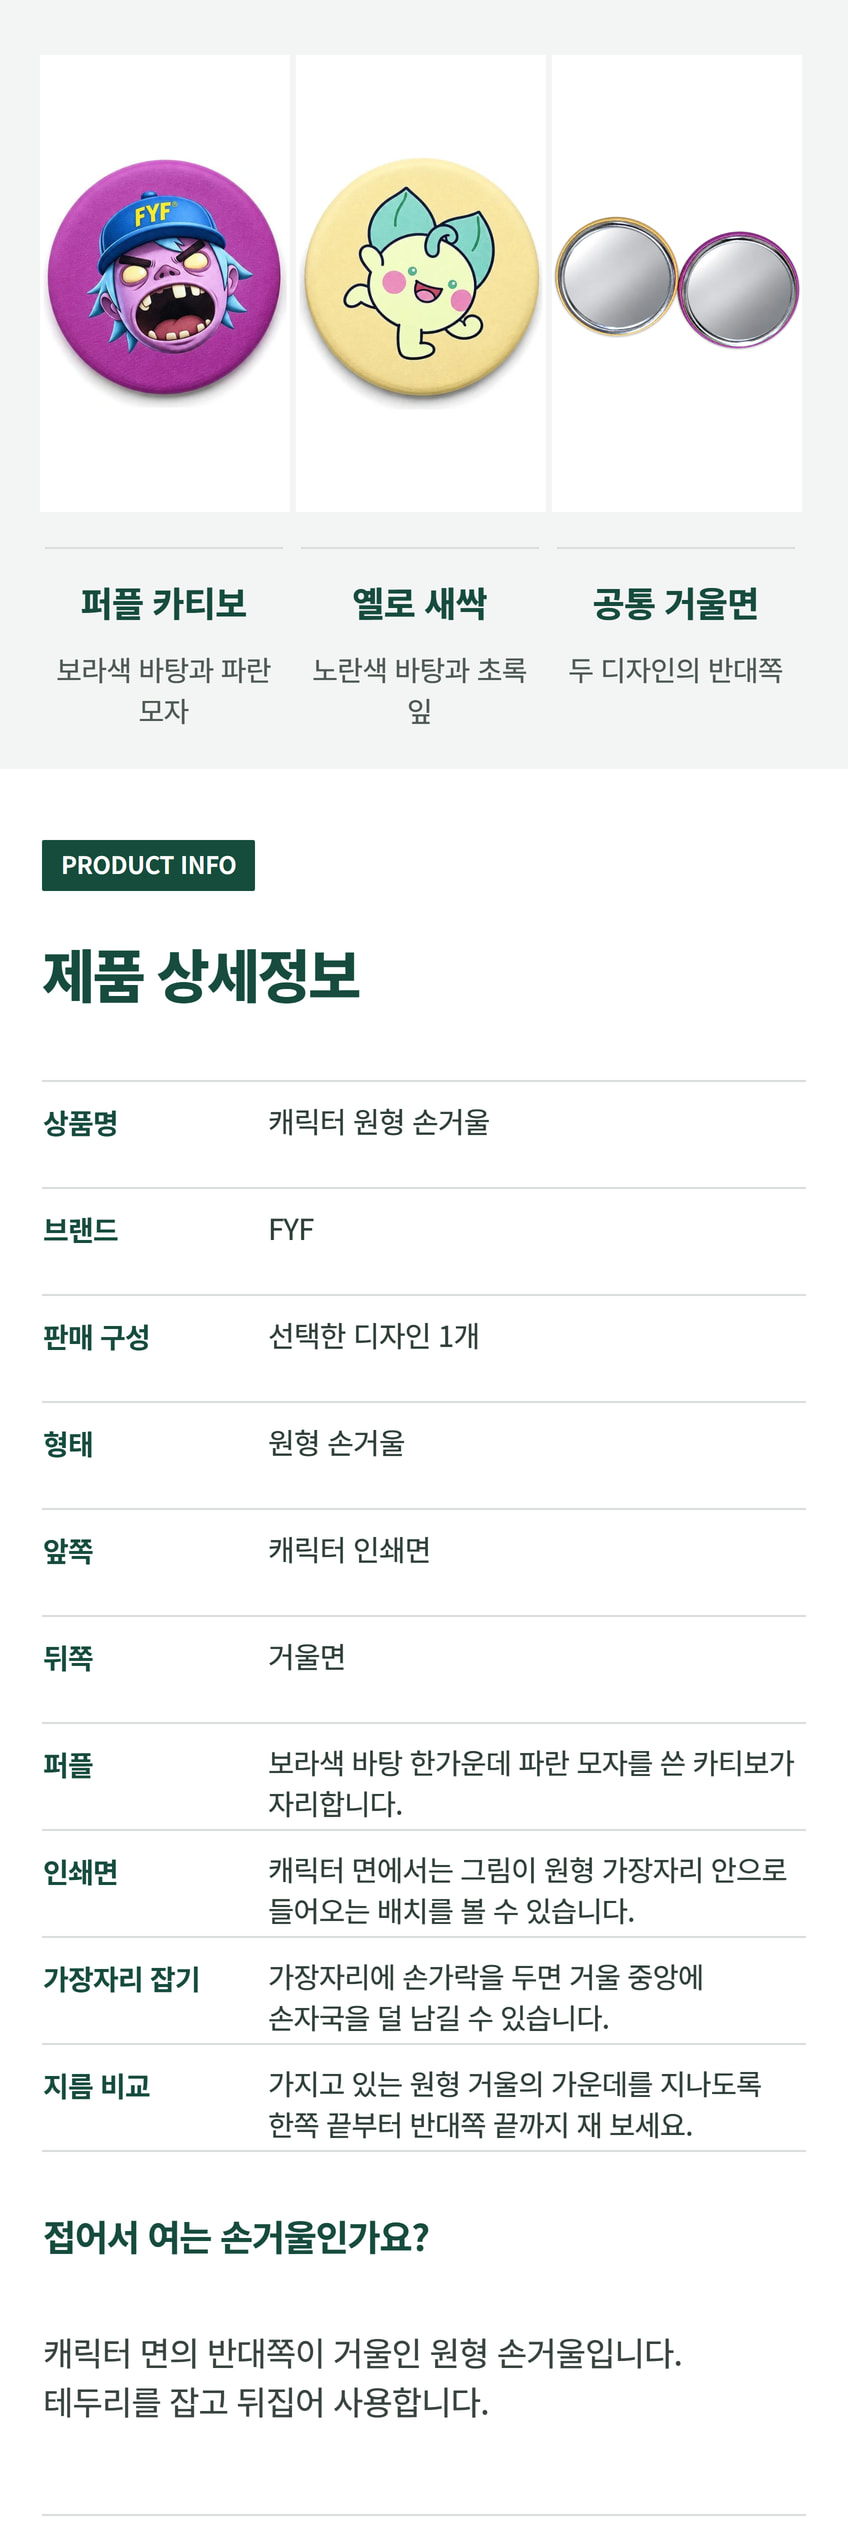 FYF®
퍼플 카티보
옐로 새싹
공통 거울면
보라색 바탕과 파란
모자
노란색 바탕과 초록
잎
두 디자인의 반대쪽
PRODUCT INFO
제품 상세정보
상품명 캐릭터 원형 손거울
브랜드 FYF
판매 구성 선택한 디자인 1개
형태 원형 손거울
앞쪽 캐릭터 인쇄면
뒤쪽 거울면
퍼플 보라색 바탕 한가운데 파란 모자를 쓴 카티보가
자리합니다.
인쇄면 캐릭터 면에서는 그림이 원형 가장자리 안으로
들어오는 배치를 볼 수 있습니다.
가장자리 잡기 가장자리에 손가락을 두면 거울 중앙에
손자국을 덜 남길 수 있습니다.
지름 비교 가지고 있는 원형 거울의 가운데를 지나도록
한쪽 끝부터 반대쪽 끝까지 재 보세요.
접어서 여는 손거울인가요?
캐릭터 면의 반대쪽이 거울인 원형 손거울입니다.
테두리를 잡고 뒤집어 사용합니다.